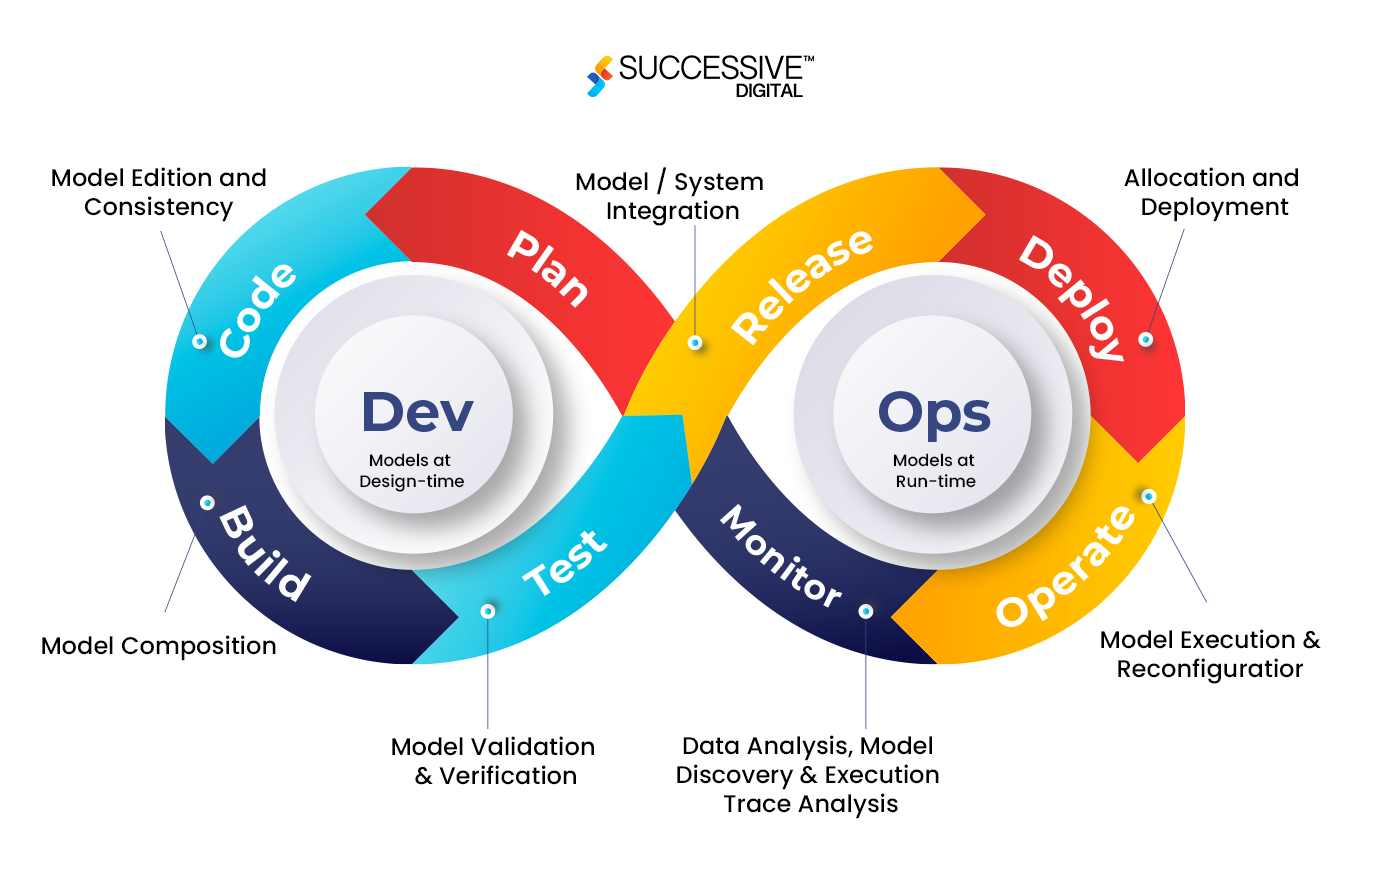 SUCCESSIVE™
DIGITAL
Model Edition and
Consistency
Model / System
Integration
Allocation and
Deployment
Code
Plan
Release
Deploy
Dev
Models at
Design-time
Ops
Models at
Run-time
Build
Test
Monitor
Operate
Model Composition
Model Execution &
Reconfiguratior
Model Validation
& Verification
Data Analysis, Model
Discovery & Execution
Trace Analysis